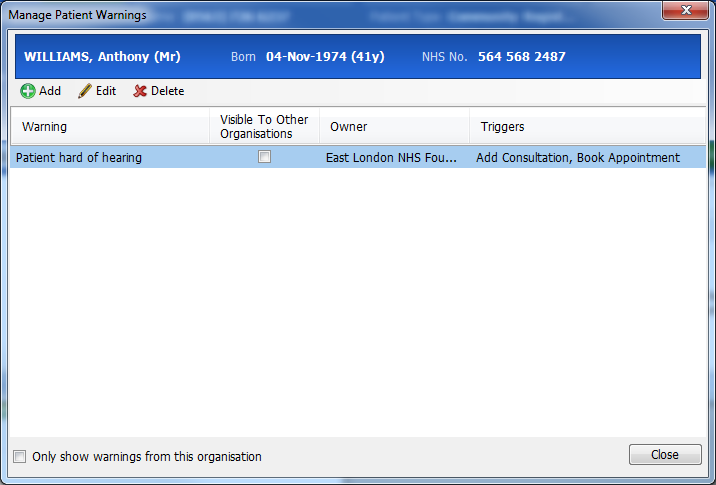 Manage Patient Warnings
WILLIAMS, Anthony (Mr) Born 04-Nov-1974 (41y) NHS No. 564 568 2487
Add Edit Delete
Warning Visible To Other Organisations Owner Triggers
Patient hard of hearing East London NHS Fou... Add Consultation, Book Appointment
Only show warnings from this organisation Close